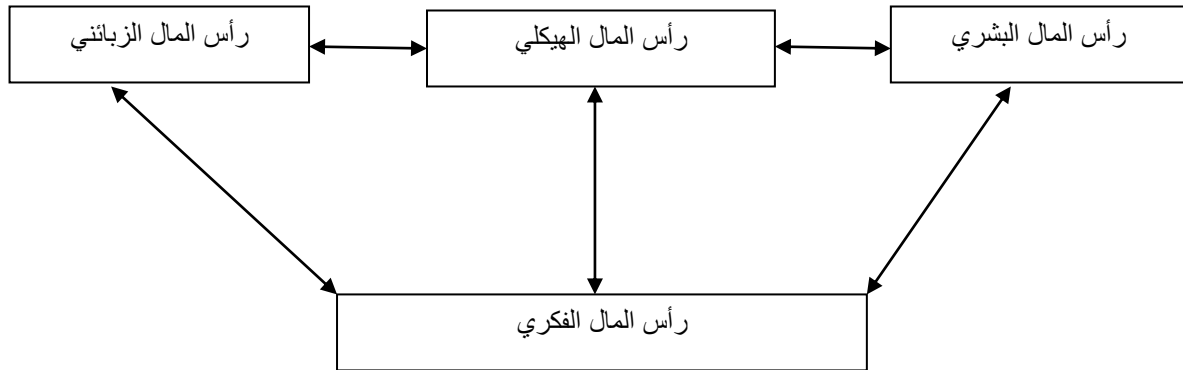 رأس المال البشري
رأس المال الهيكلي
رأس المال الزبائني
رأس المال الفكري